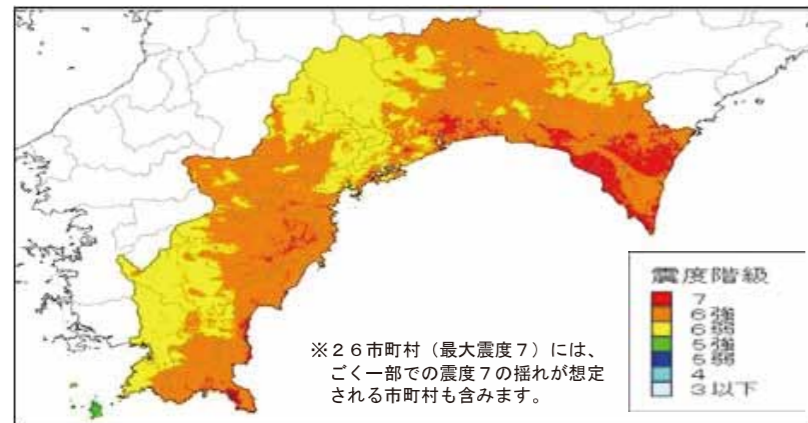 ※２６市町村（最大震度７）には、
ごく一部での震度７の揺れが想定
される市町村も含みます。
震度階級
7
6強
6弱
5強
5弱
4
3以下